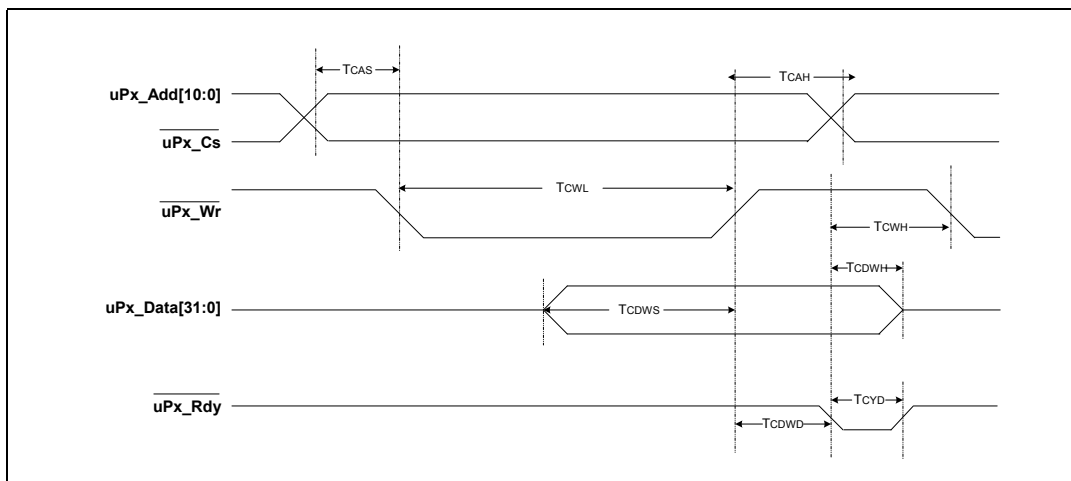 TCAS
TCAH
uPx_Add[10:0]
uPx_Cs
TCWL
uPx_Wr
TCWH
TCDWH
uPx_Data[31:0]
TCDWS
uPx_Rdy
TCYD
TCDWD